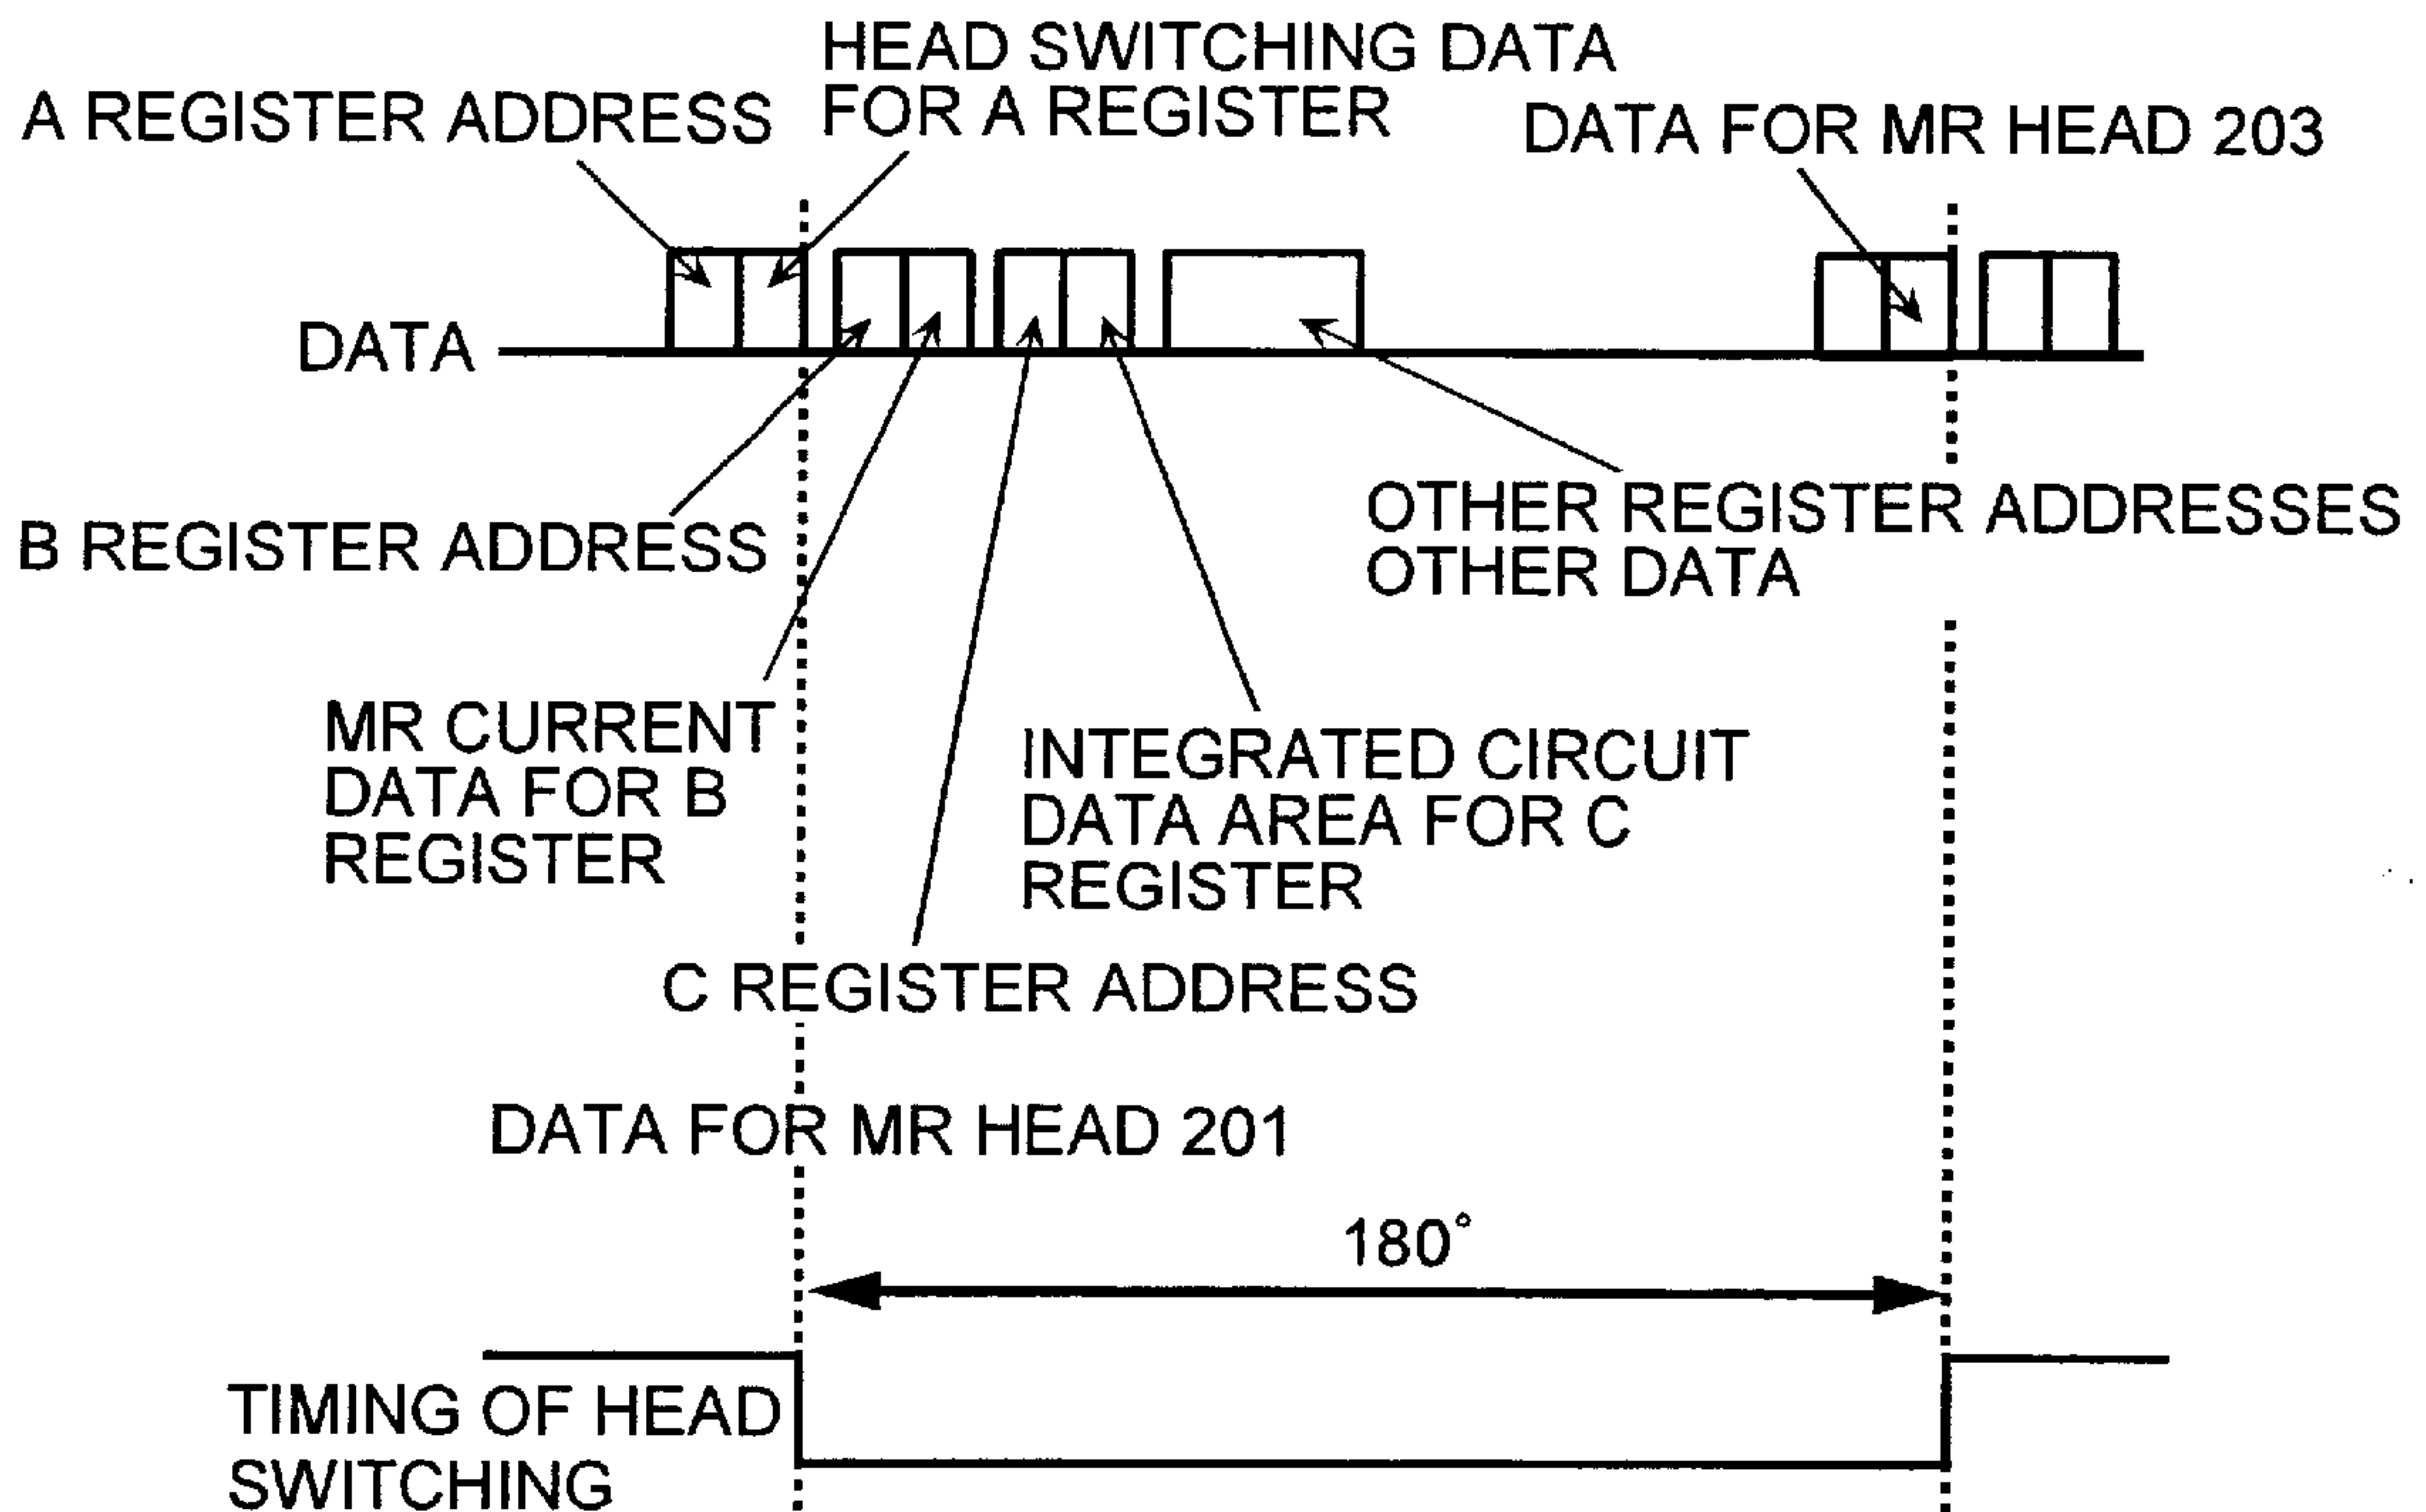 HEAD SWITCHING DATA
FOR A REGISTER
A REGISTER ADDRESS
DATA FOR MR HEAD 203
DATA
B REGISTER ADDRESS
OTHER REGISTER ADDRESSES
OTHER DATA
MR CURRENT
DATA FOR B
REGISTER
INTEGRATED CIRCUIT
DATA AREA FOR C
REGISTER
C REGISTER ADDRESS
DATA FOR MR HEAD 201
180°
TIMING OF HEAD
SWITCHING